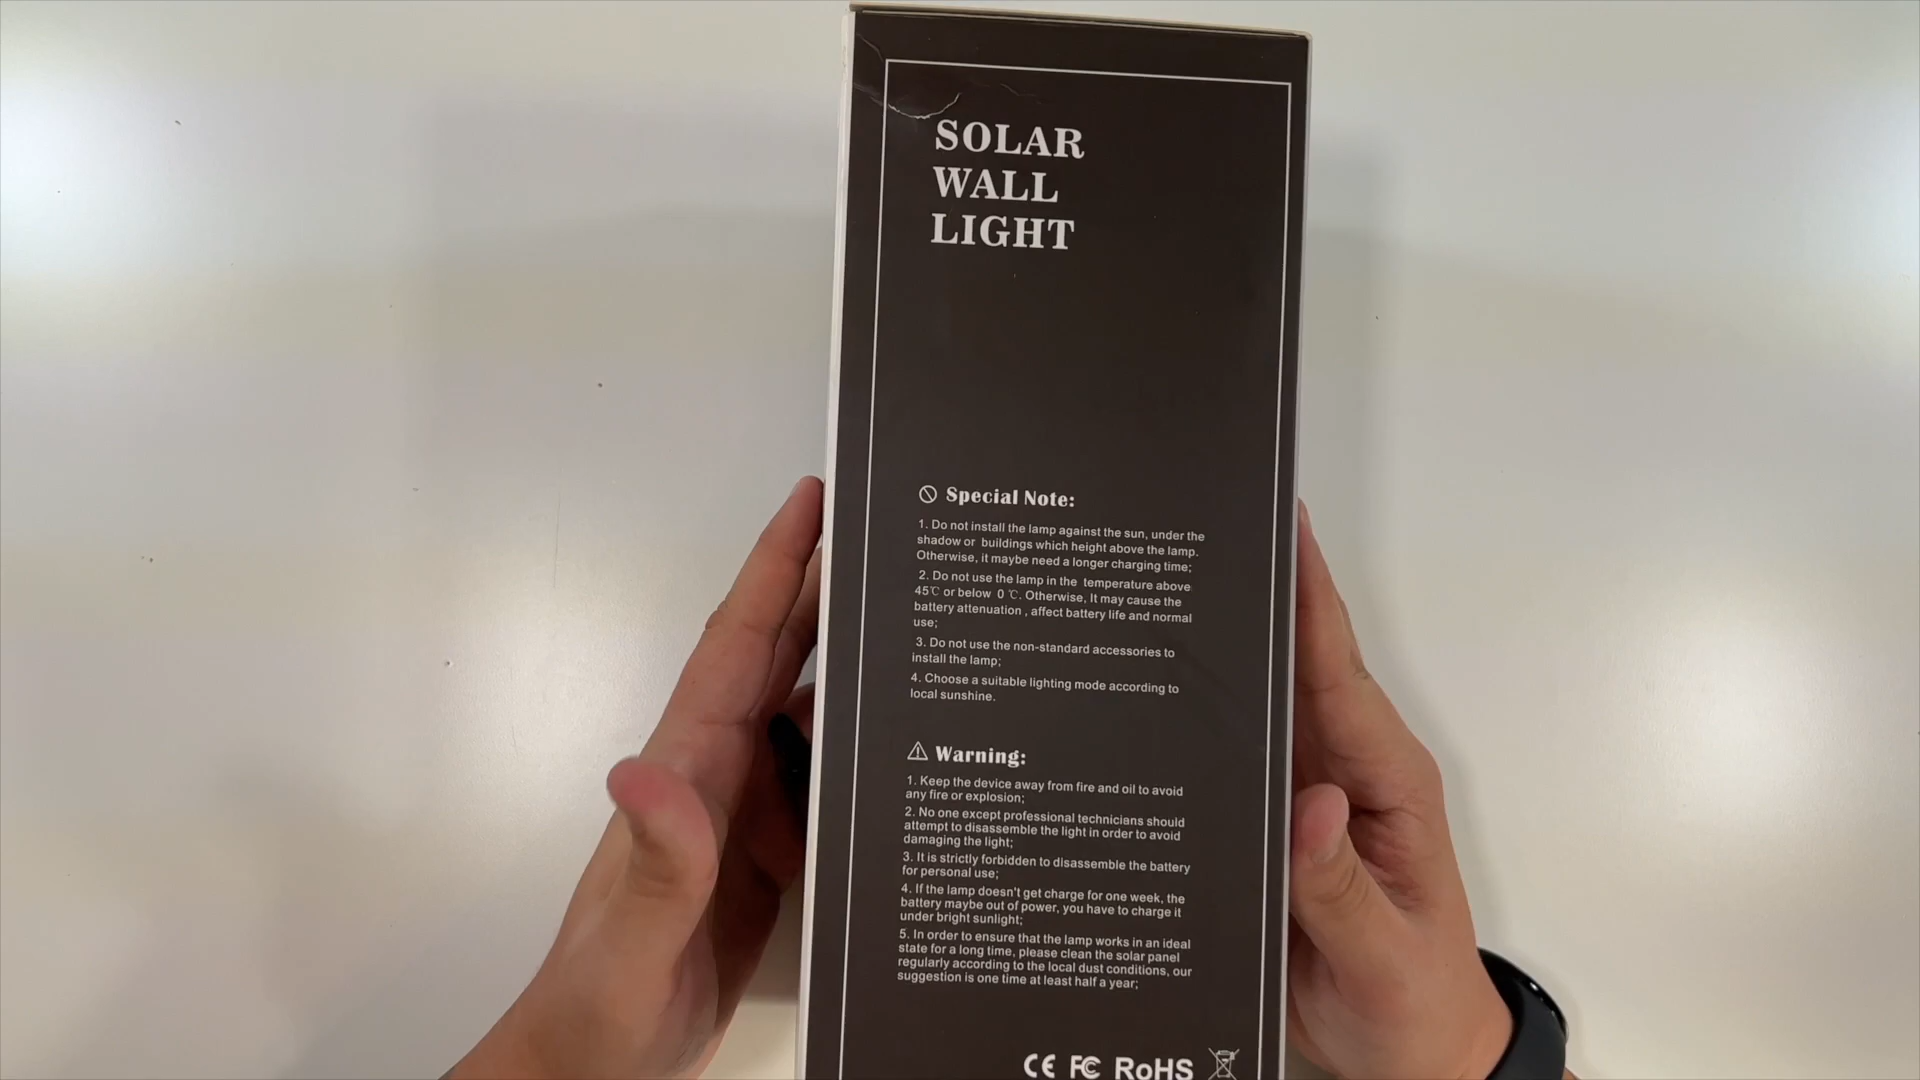 SOLAR
WALL
LIGHT
Special Note:
1. Do not install the lamp against the sun, under the
shadow or buildings which height above the lamp.
Otherwise, it maybe need a longer charging time;
2. Do not use the lamp in the temperature above
45℃ or below 0 ℃. Otherwise, It may cause the
battery attenuation , affect battery life and normal
use;
3. Do not use the non-standard accessories to
install the lamp;
4. Choose a suitable lighting mode according to
local sunshine.
Warning:
1. Keep the device away from fire and oil to avoid
any fire or explosion;
2. No one except professional technicians should
attempt to disassemble the light in order to avoid
damaging the light;
3. It is strictly forbidden to disassemble the battery
for personal use;
4. If the lamp doesn't get charge for one week, the
battery maybe out of power, you have to charge it
under bright sunlight;
5. In order to ensure that the lamp works in an ideal
state for a long time, please clean the solar panel
regularly according to the local dust conditions, our
suggestion is one time at least half a year;
CE FC RoHS